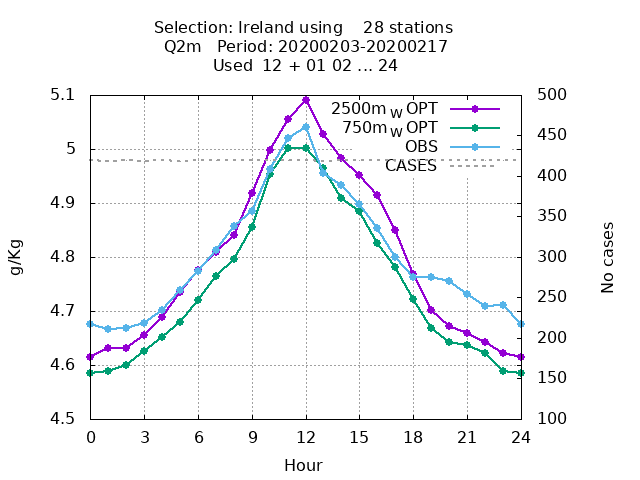 Selection: Ireland using    28 stations
Q2m   Period: 20200203-20200217
Used  12 + 01 02 ... 24
2500m W OPT
750m W OPT
OBS
CASES
5.1
5
4.9
4.8
4.7
4.6
4.5
g/Kg
500
450
400
350
300
250
200
150
100
No cases
0 3 6 9 12 15 18 21 24
Hour